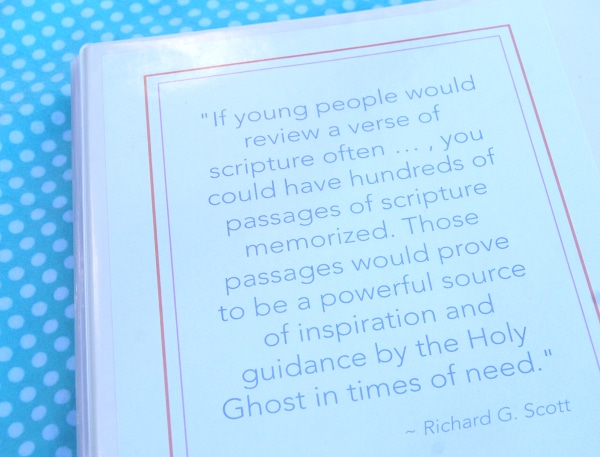 "If young people would
review a verse of
scripture often ... , you
could have hundreds of
passages of scripture
memorized. Those
passages would prove
to be a powerful source
of inspiration and
guidance by the Holy
Ghost in times of need."
~ Richard G. Scott